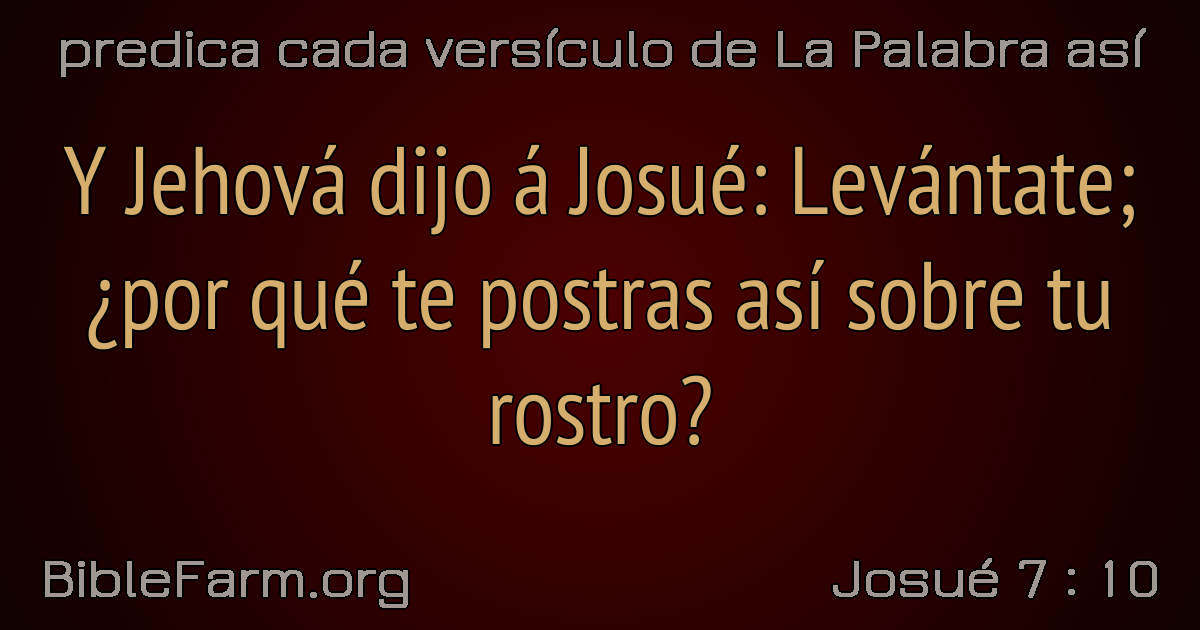 predica cada versículo de La Palabra así
Y Jehová dijo á Josué: Levántate;
¿por qué te postras así sobre tu
rostro?
BibleFarm.org
Josué 7 : 10